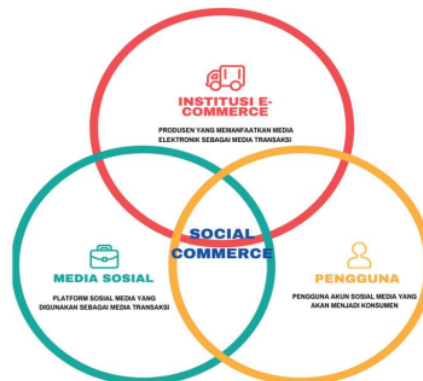 INSTITUSI E-
COMMERCE
PRODUSEN YANG MEMANFAATKAN MEDIA
ELEKTRONIK SEBAGAI MEDIA TRANSAKSI
SOCIAL
COMMERCE
MEDIA SOSIAL
PLATFORM SOSIAL MEDIA YANG
DIGUNAKAN SEBAGAI MEDIA TRANSAKSI
PENGGUNA
PENGGUNA AKUN SOSIAL MEDIA YANG
AKAN MENJADI KONSUMEN